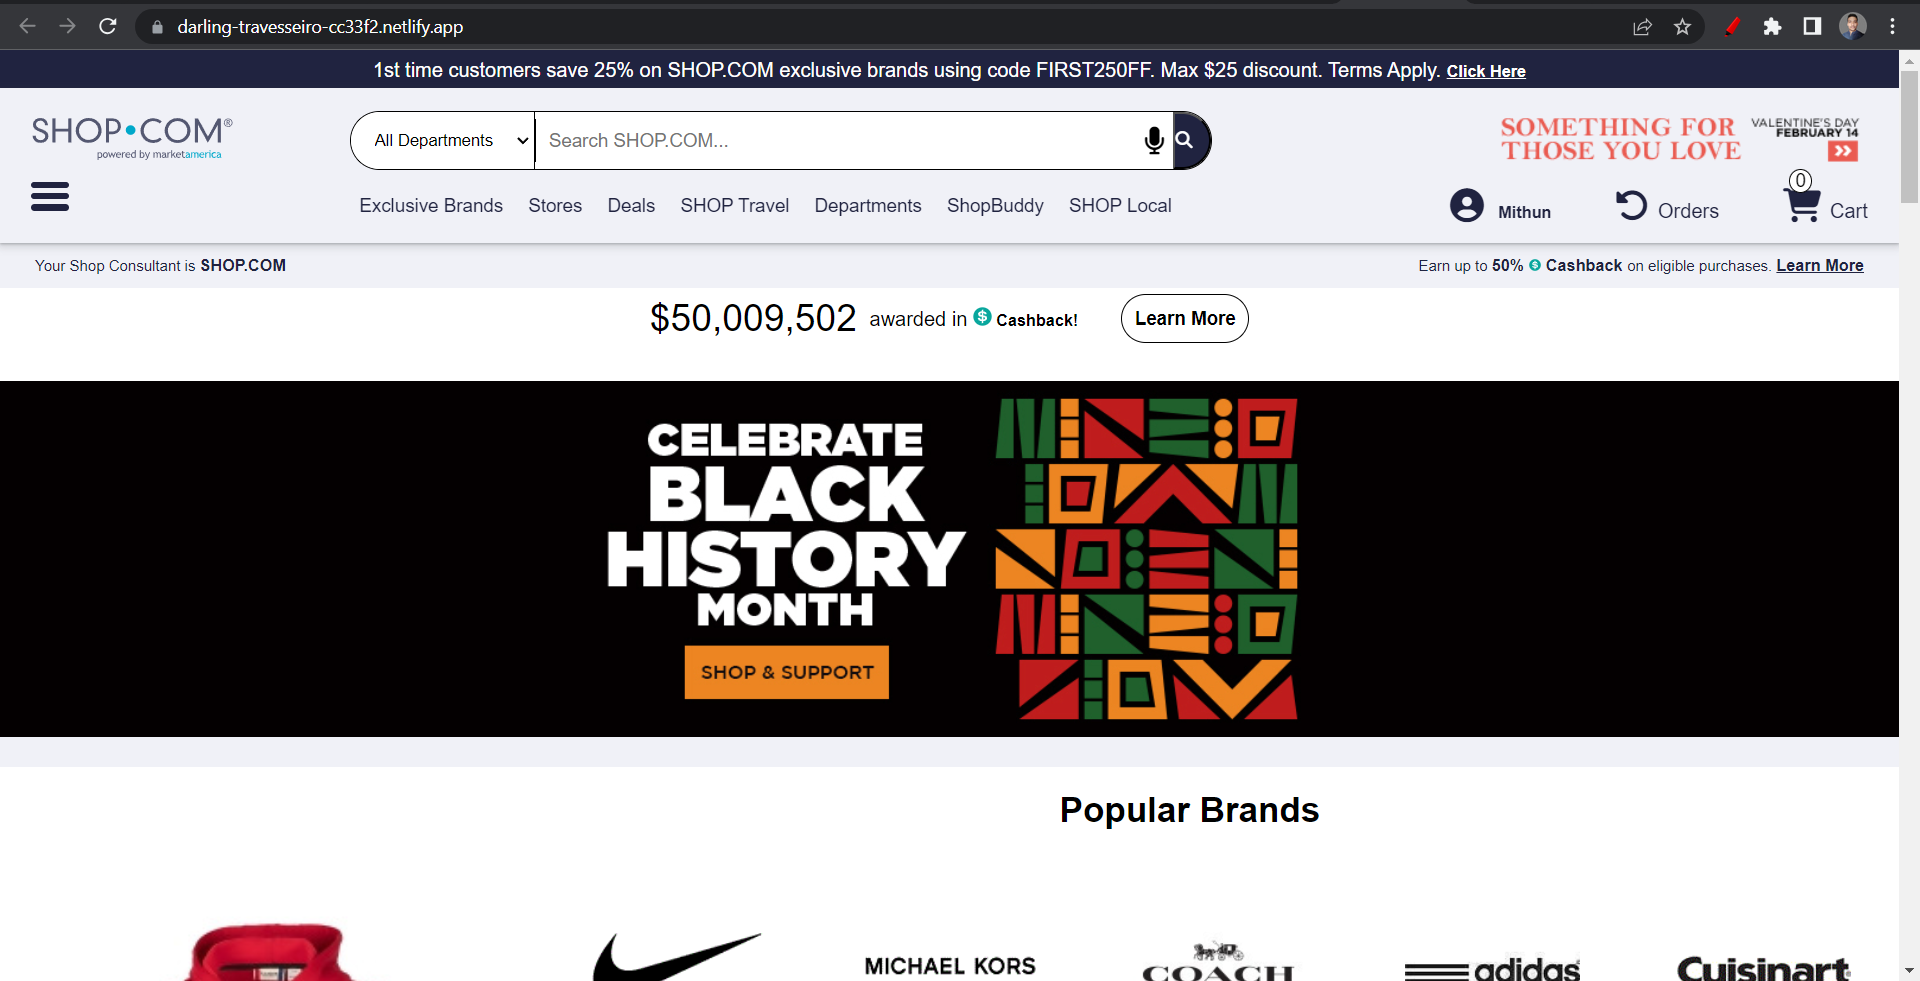 darling-travesseiro-cc33f2.netlify.app
1st time customers save 25% on SHOP.COM exclusive brands using code FIRST25OFF. Max $25 discount. Terms Apply. Click Here
SHOP•COM®
powered by marketamerica
All Departments
Search SHOP.COM...
SOMETHING FOR
THOSE YOU LOVE
VALENTINE'S DAY
FEBRUARY 14
Exclusive Brands Stores Deals SHOP Travel Departments ShopBuddy SHOP Local
Mithun
Orders
0
Cart
Your Shop Consultant is SHOP.COM
Earn up to 50% $ Cashback on eligible purchases. Learn More
$50,009,502 awarded in $ Cashback!
Learn More
CELEBRATE
BLACK
HISTORY
MONTH
SHOP & SUPPORT
Popular Brands
MICHAEL KORS
COACH
adidas
Cuisinart